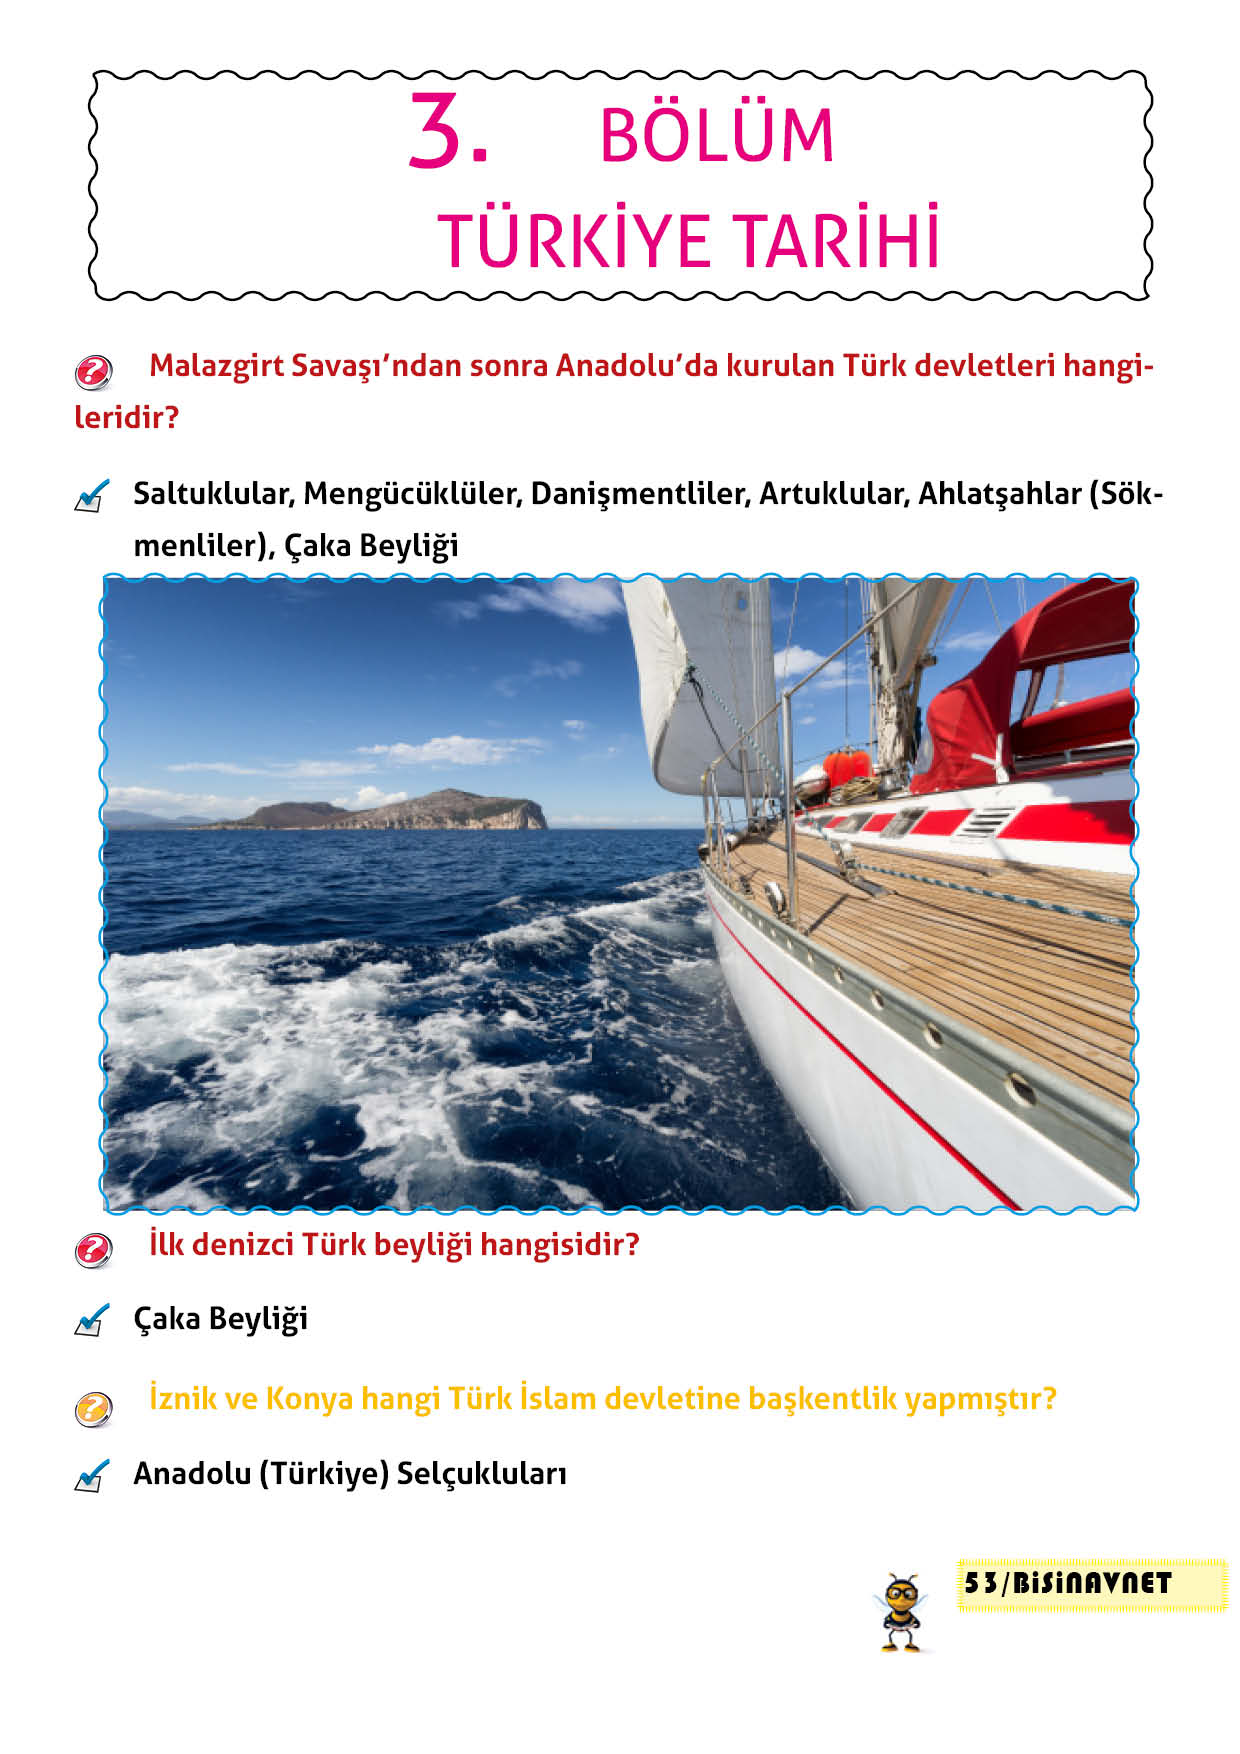 3. BÖLÜM
TÜRKİYE TARİHİ
Malazgirt Savaşı’ndan sonra Anadolu’da kurulan Türk devletleri hangi-
leridir?
Saltuklular, Mengücüklüler, Danişmentliler, Artuklular, Ahlatşahlar (Sök-
menliler), Çaka Beyliği
İlk denizci Türk beyliği hangisidir?
Çaka Beyliği
İznik ve Konya hangi Türk İslam devletine başkentlik yapmıştır?
Anadolu (Türkiye) Selçukluları
53/BiSiNAVNET